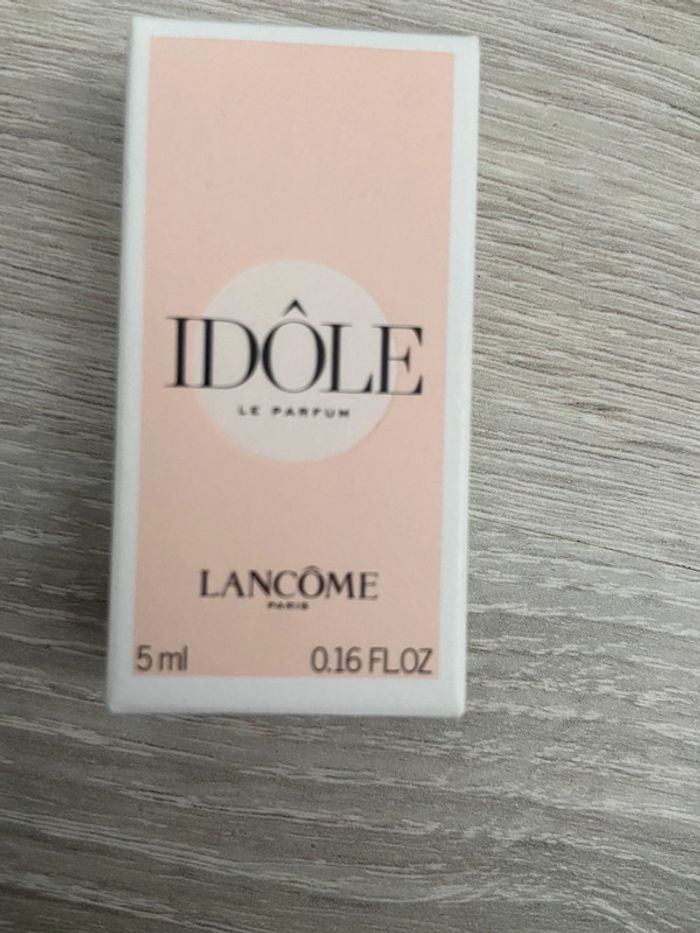 IDÔLE
LE PARFUM
LANCÔME
PARIS
5 ml 0.16 FL.OZ